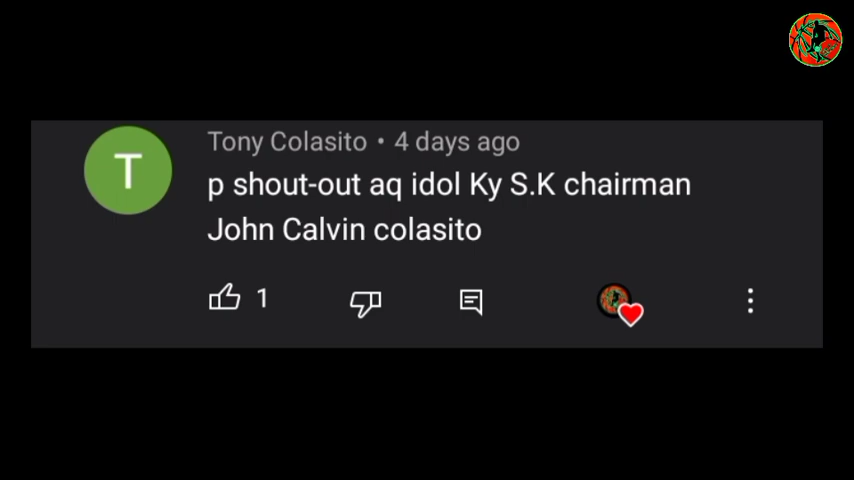 T
Tony Colasito • 4 days ago
p shout-out aq idol Ky S.K chairman
John Calvin colasito
1